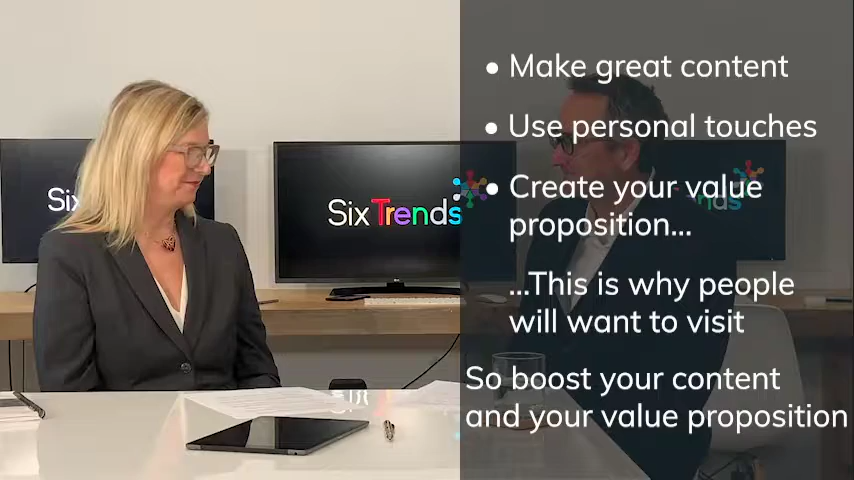 Six
SixTrends
nds
• Make great content
• Use personal touches
• Create your value
proposition...
...This is why people
will want to visit
So boost your content
and your value proposition